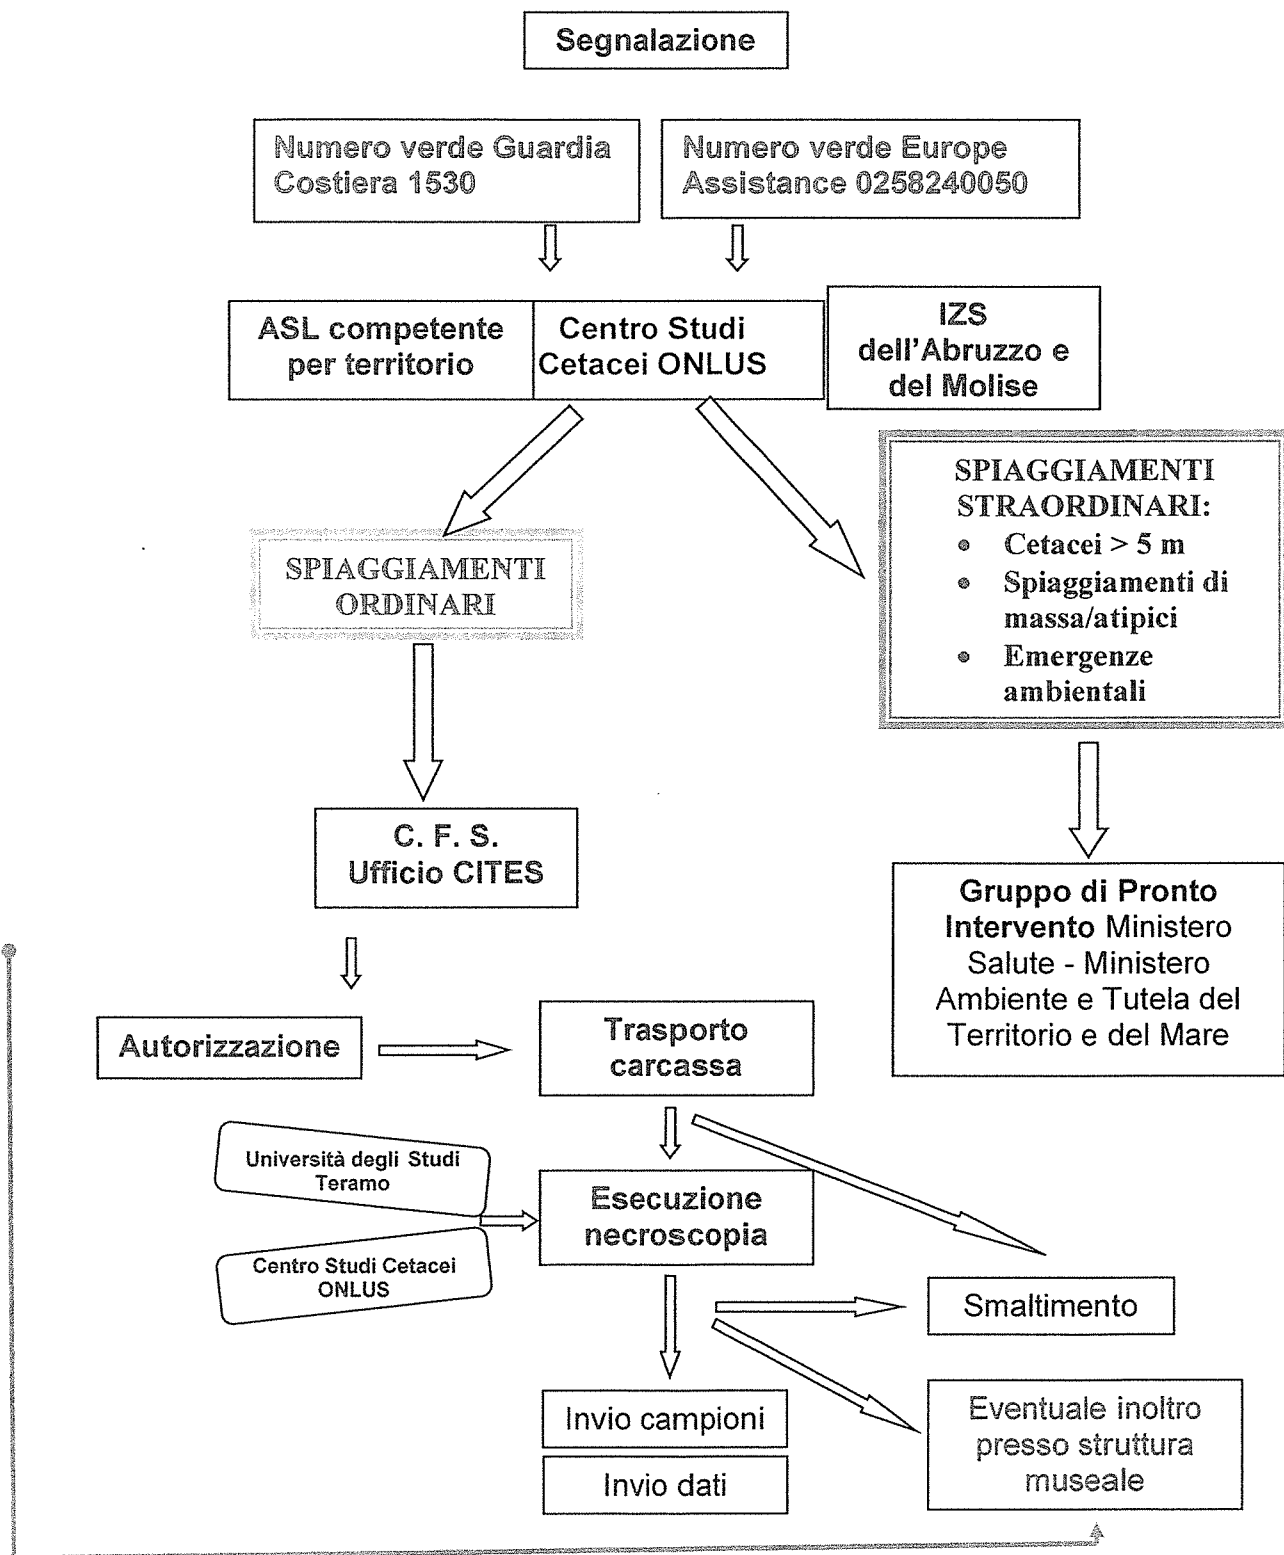 Segnalazione
Numero verde Guardia
Costiera 1530
Numero verde Europe
Assistance 0258240050
ASL competente
per territorio
Centro Studi
Cetacei ONLUS
IZS
dell'Abruzzo e
del Molise
SPIAGGIAMENTI
ORDINARI
SPIAGGIAMENTI
STRAORDINARI:
• Cetacei > 5 m
• Spiaggiamenti di
massa/atipici
• Emergenze
ambientali
C. F. S.
Ufficio CITES
Gruppo di Pronto
Intervento Ministero
Salute - Ministero
Ambiente e Tutela del
Territorio e del Mare
Autorizzazione
Trasporto
carcassa
Università degli Studi
Teramo
Centro Studi Cetacei
ONLUS
Esecuzione
necroscopia
Smaltimento
Invio campioni
Invio dati
Eventuale inoltro
presso struttura
museale